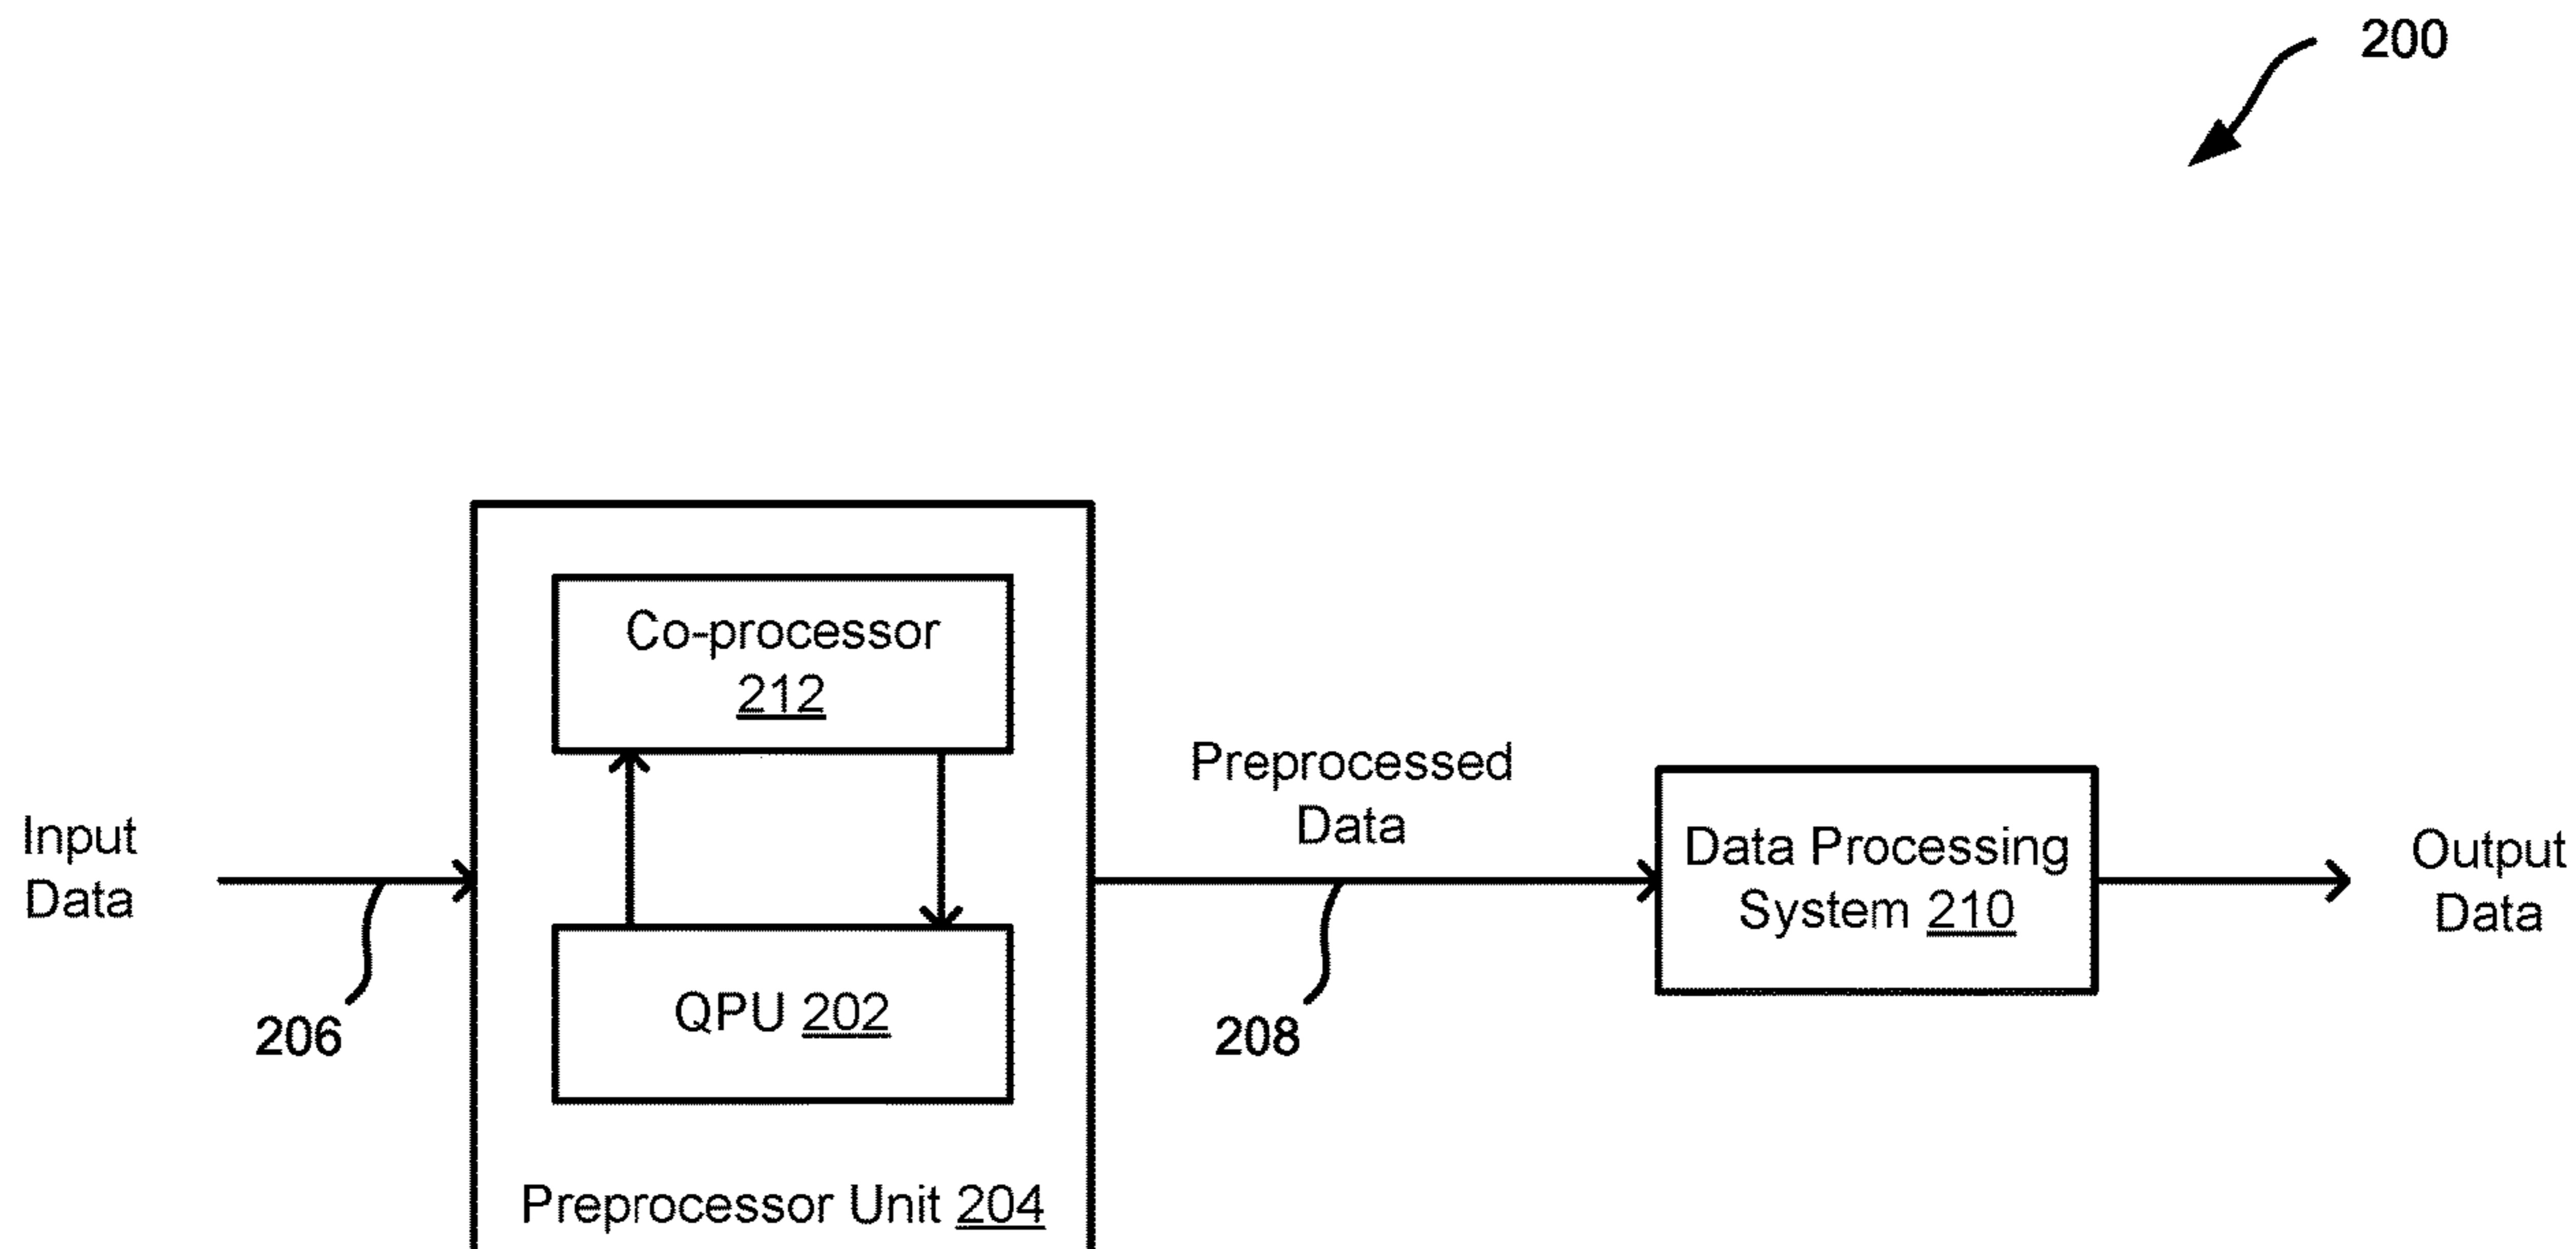 200
Co-processor
212
Preprocessed
Data
Input
Data
Data Processing
System 210
Output
Data
QPU 202
206
208
Preprocessor Unit 204